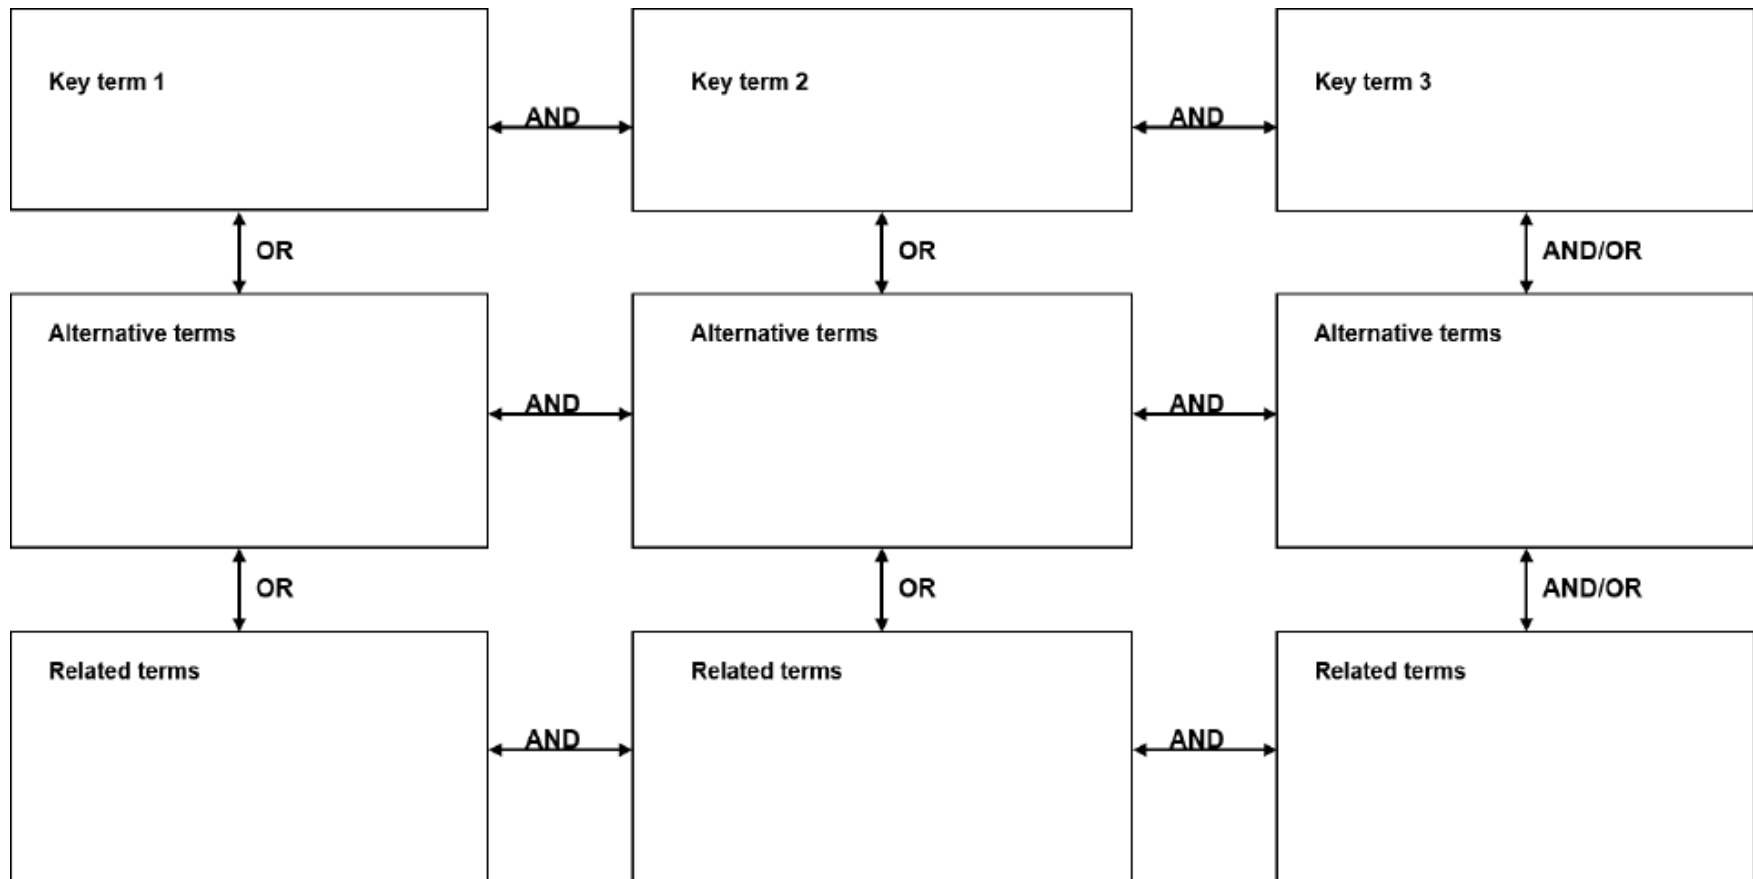 Key term 1
Key term 2
Key term 3
AND
AND
OR
OR
AND/OR
Alternative terms
Alternative terms
Alternative terms
AND
AND
OR
OR
AND/OR
Related terms
Related terms
Related terms
AND
AND